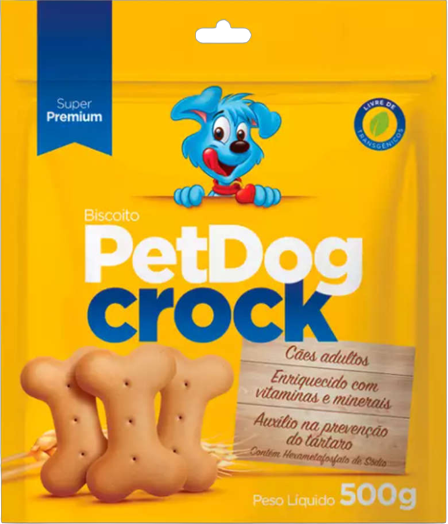 Super
Premium
LIVRE DE
TRANSGÊNICOS
Biscoito
PetDog
crock
Cães adultos
Enriquecido com
vitaminas e minerais
Auxílio na prevenção
do tártaro
Contém Hexametafosfato de Sódio
Peso Líquido 500g